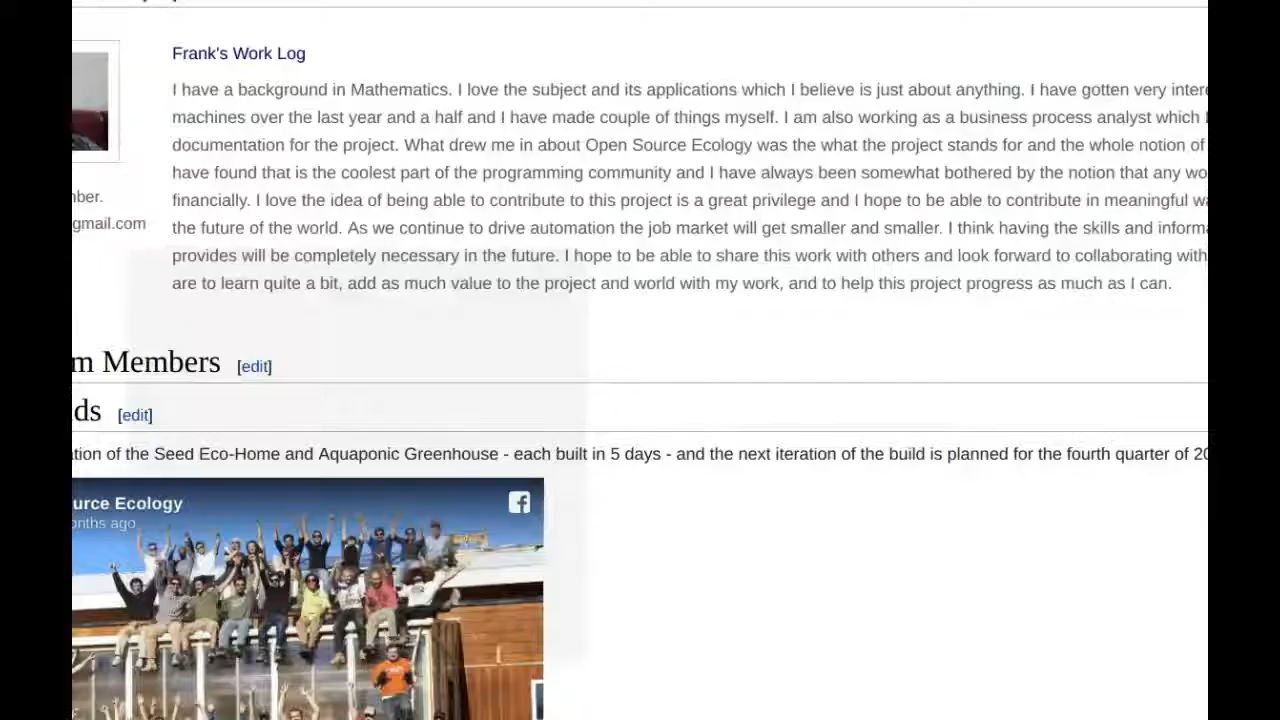 Frank's Work Log
I have a background in Mathematics. I love the subject and its applications which I believe is just about anything. I have gotten very
machines over the last year and a half and I have made couple of things myself. I am also working as a business process analyst which
documentation for the project. What drew me in about Open Source Ecology was the what the project stands for and the whole notion of
have found that is the coolest part of the programming community and I have always been somewhat bothered by the notion that any
mber.
financially. I love the idea of being able to contribute to this project is a great privilege and I hope to be able to contribute in meaningful
gmail.com
the future of the world. As we continue to drive automation the job market will get smaller and smaller. I think having the skills and
provides will be completely necessary in the future. I hope to be able to share this work with others and look forward to collaborating with
are to learn quite a bit, add as much value to the project and world with my work, and to help this project progress as much as I can.
m Members [edit]
ds [edit]
ation of the Seed Eco-Home and Aquaponic Greenhouse - each built in 5 days - and the next iteration of the build is planned for the fourth quarter of 20
urce Ecology
onths ago